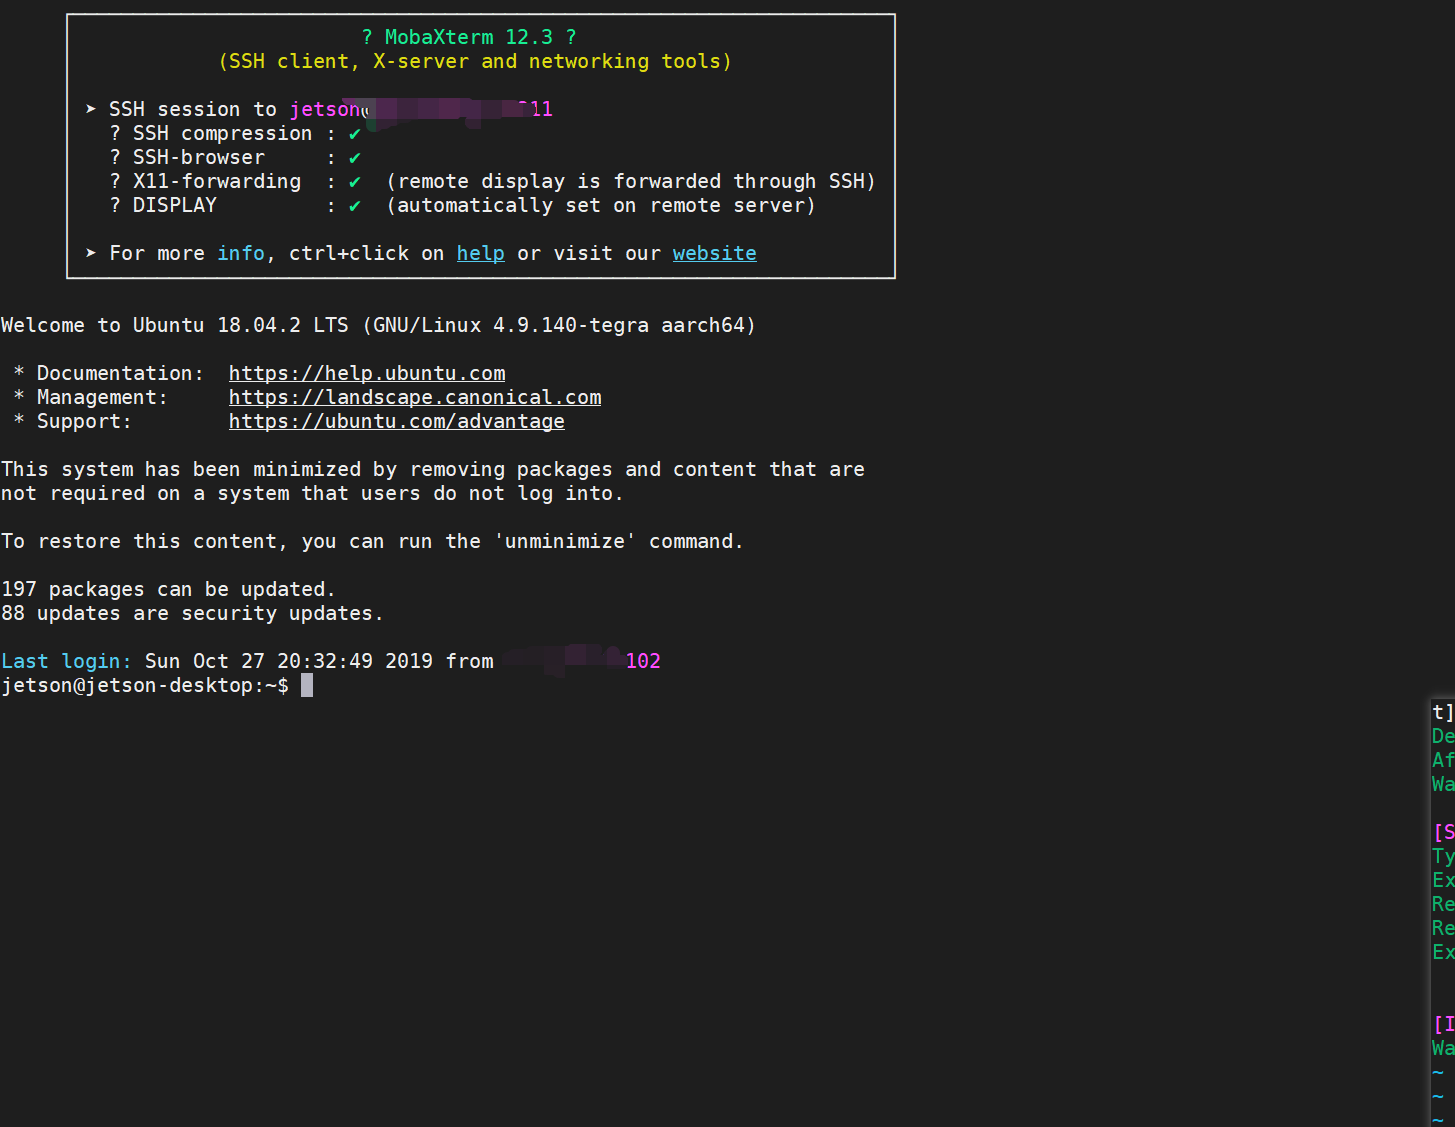 ? MobaXterm 12.3 ?
(SSH client, X-server and networking tools)
➤ SSH session to jetson@ 211
? SSH compression : ✔
? SSH-browser : ✔
? X11-forwarding : ✔ (remote display is forwarded through SSH)
? DISPLAY : ✔ (automatically set on remote server)
➤ For more info, ctrl+click on help or visit our website
Welcome to Ubuntu 18.04.2 LTS (GNU/Linux 4.9.140-tegra aarch64)
* Documentation: https://help.ubuntu.com
* Management: https://landscape.canonical.com
* Support: https://ubuntu.com/advantage
This system has been minimized by removing packages and content that are
not required on a system that users do not log into.
To restore this content, you can run the 'unminimize' command.
197 packages can be updated.
88 updates are security updates.
Last login: Sun Oct 27 20:32:49 2019 from 102
jetson@jetson-desktop:~$
t]
De
Af
Wa
[S
Ty
Ex
Re
Re
Ex
[I
Wa
~
~
~